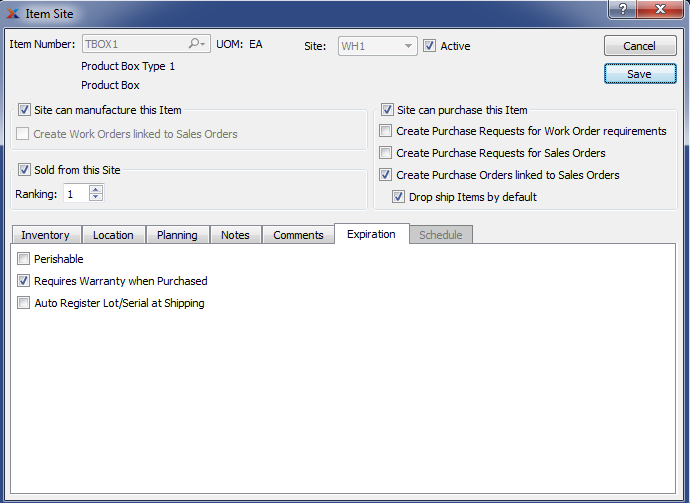 Item Site
Item Number: TBOX1 UOM: EA Site: WH1 Active Cancel
Product Box Type 1
Product Box Save
Site can manufacture this Item
Create Work Orders linked to Sales Orders
Sold from this Site
Ranking: 1
Site can purchase this Item
Create Purchase Requests for Work Order requirements
Create Purchase Requests for Sales Orders
Create Purchase Orders linked to Sales Orders
Drop ship Items by default
Inventory Location Planning Notes Comments Expiration Schedule
Perishable
Requires Warranty when Purchased
Auto Register Lot/Serial at Shipping